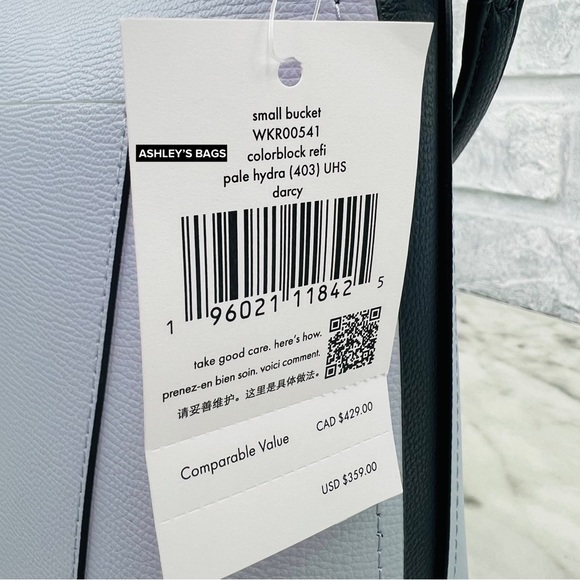 small bucket
WKR00541
ASHLEY'S BAGS
colorblock refi
pale hydra (403) UHS
darcy
1 96021 11842 5
take good care. here's how.
prenez-en bien soin. voici comment.
请妥善维护。这里是具体做法。
Comparable Value
CAD $429.00
USD $359.00